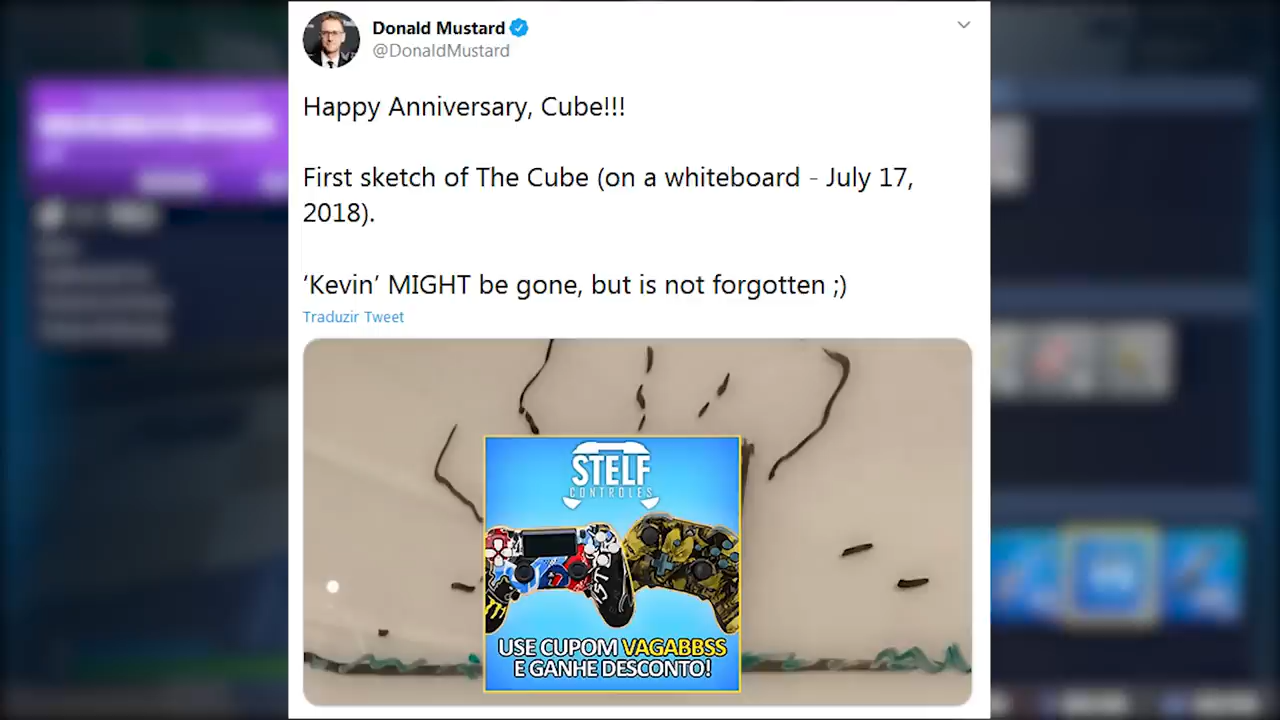 Donald Mustard
@DonaldMustard
Happy Anniversary, Cube!!!
First sketch of The Cube (on a whiteboard - July 17,
2018).
‘Kevin’ MIGHT be gone, but is not forgotten ;)
Traduzir Tweet
STELF
CONTROLES
USE CUPOM VAGABBSS
E GANHE DESCONTO!